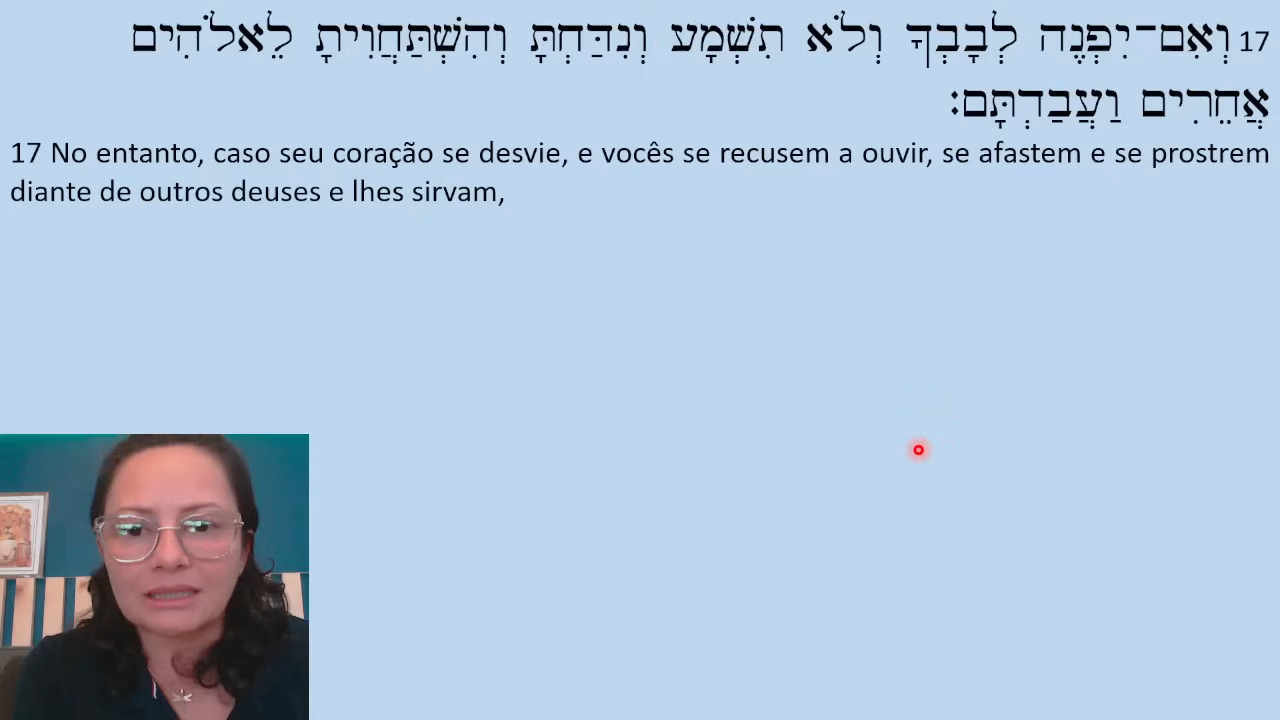 17 וְאִם־יִפְנֶה לְבָבְךָ וְלֹא תִשְׁמָע וְנִדַּחְתָּ וְהִשְׁתַּחֲוִיתָ לֵאלֹהִים
אֲחֵרִים וַעֲבַדְתָּם׃
17 No entanto, caso seu coração se desvie, e vocês se recusem a ouvir, se afastem e se prostrem
diante de outros deuses e lhes sirvam,